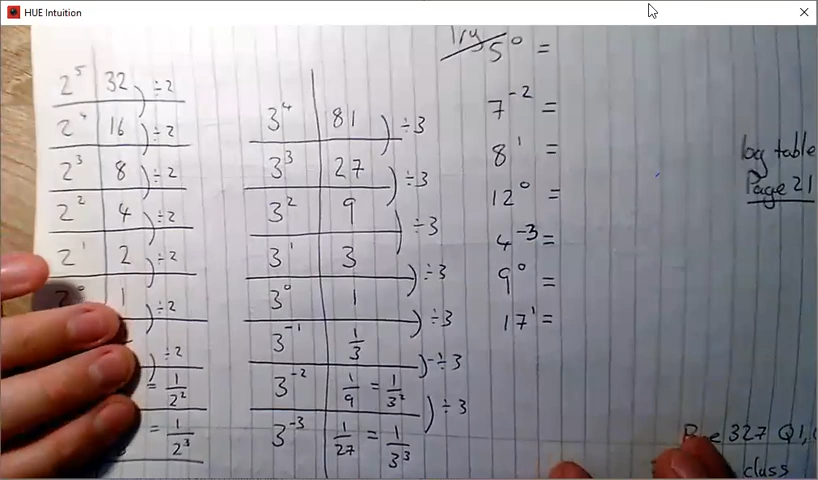 HUE Intuition
2⁵ 32 ÷2
2⁴ 16 ÷2
2³ 8 ÷2
2² 4 ÷2
2¹ 2 ÷2
2⁰ 1 ÷2
÷2
= 1/2²
= 1/2³
3⁴ 81 ÷3
3³ 27 ÷3
3² 9 ÷3
3¹ 3 ÷3
3⁰ 1 ÷3
3⁻¹ 1/3 ÷3
3⁻² 1/9 = 1/3² ÷3
3⁻³ 1/27 = 1/3³
Try
5⁰ =
7⁻² =
8¹ =
12⁰ =
4⁻³ =
9⁰ =
17¹ =
log table
Page 21
327 Q1,
class